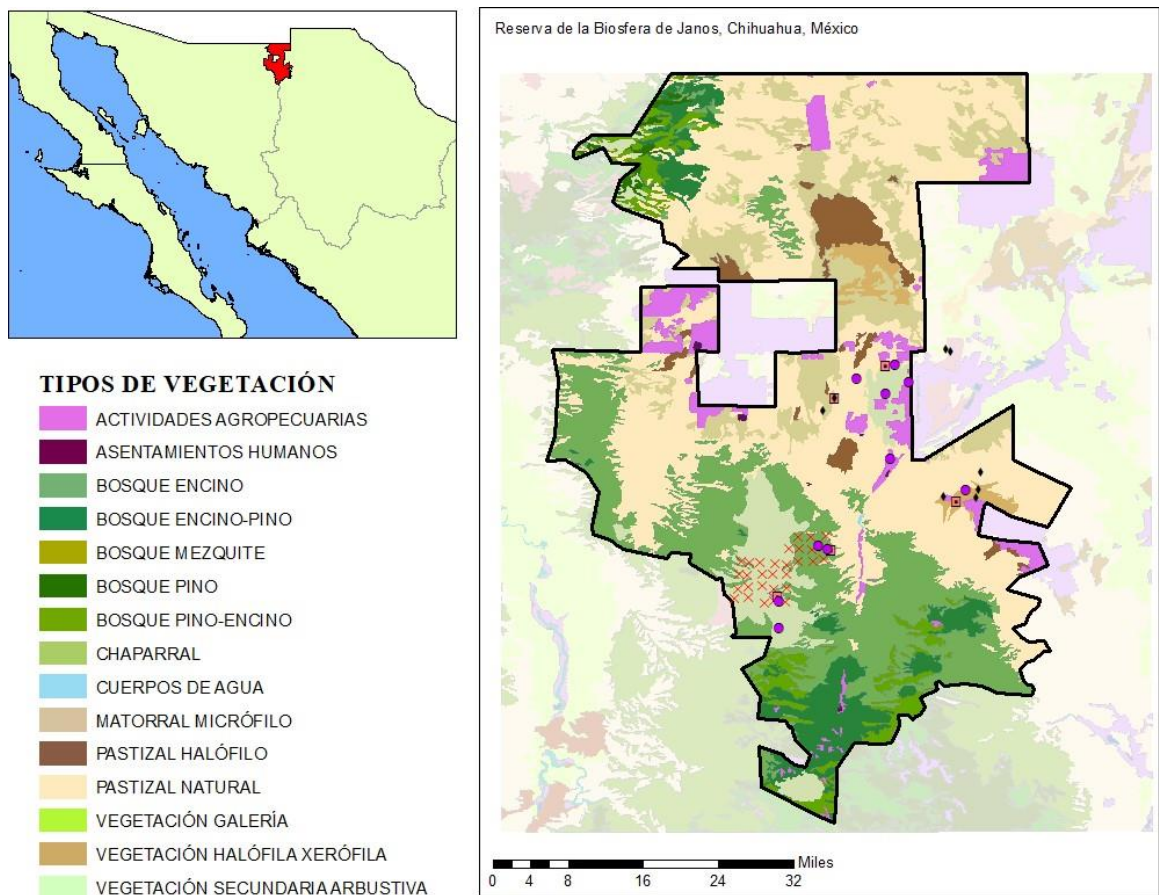 Reserva de la Biosfera de Janos, Chihuahua, México
TIPOS DE VEGETACIÓN
ACTIVIDADES AGROPECUARIAS
ASENTAMIENTOS HUMANOS
BOSQUE ENCINO
BOSQUE ENCINO-PINO
BOSQUE MEZQUITE
BOSQUE PINO
BOSQUE PINO-ENCINO
CHAPARRAL
CUERPOS DE AGUA
MATORRAL MICRÓFILO
PASTIZAL HALÓFILO
PASTIZAL NATURAL
VEGETACIÓN GALERÍA
VEGETACIÓN HALÓFILA XERÓFILA
VEGETACIÓN SECUNDARIA ARBUSTIVA
Miles
0 4 8 16 24 32